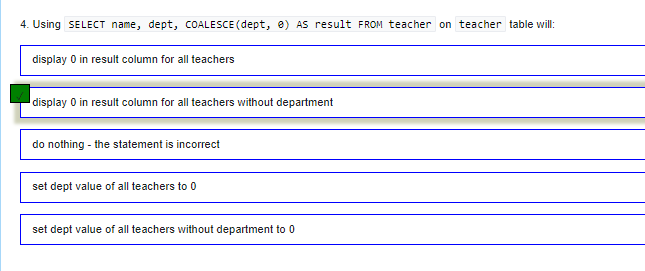 4. Using SELECT name, dept, COALESCE(dept, 0) AS result FROM teacher on teacher table will:
display 0 in result column for all teachers
display 0 in result column for all teachers without department
do nothing - the statement is incorrect
set dept value of all teachers to 0
set dept value of all teachers without department to 0